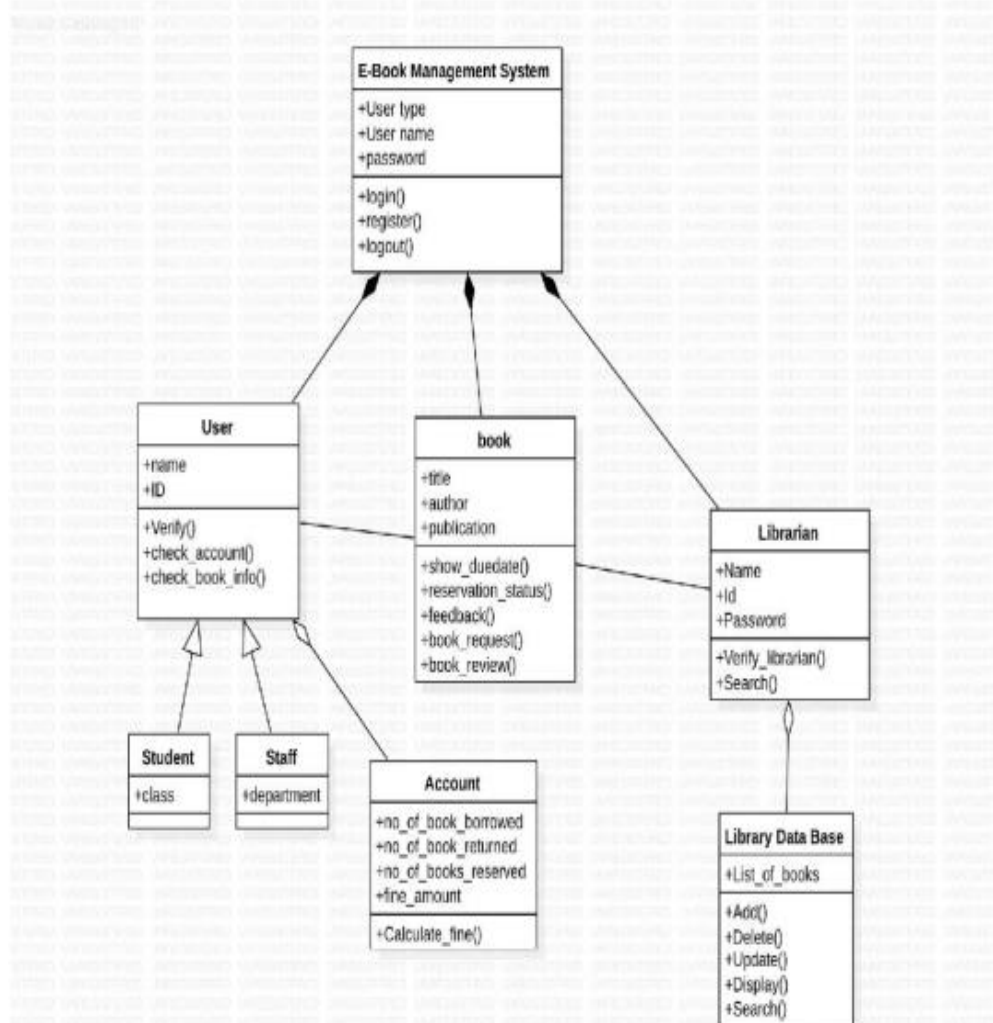 E-Book Management System
+User type
+User name
+password
+login()
+register()
+logout()
User
+name
+ID
+Verify()
+check_account()
+check_book_info()
book
+title
+author
+publication
+show_duedate()
+reservation_status()
+feedback()
+book_request()
+book_review()
Librarian
+Name
+Id
+Password
+Verify_librarian()
+Search()
Student
+class
Staff
+department
Account
+no_of_book_borrowed
+no_of_book_returned
+no_of_books_reserved
+fine_amount
+Calculate_fine()
Library Data Base
+List_of_books
+Add()
+Delete()
+Update()
+Display()
+Search()